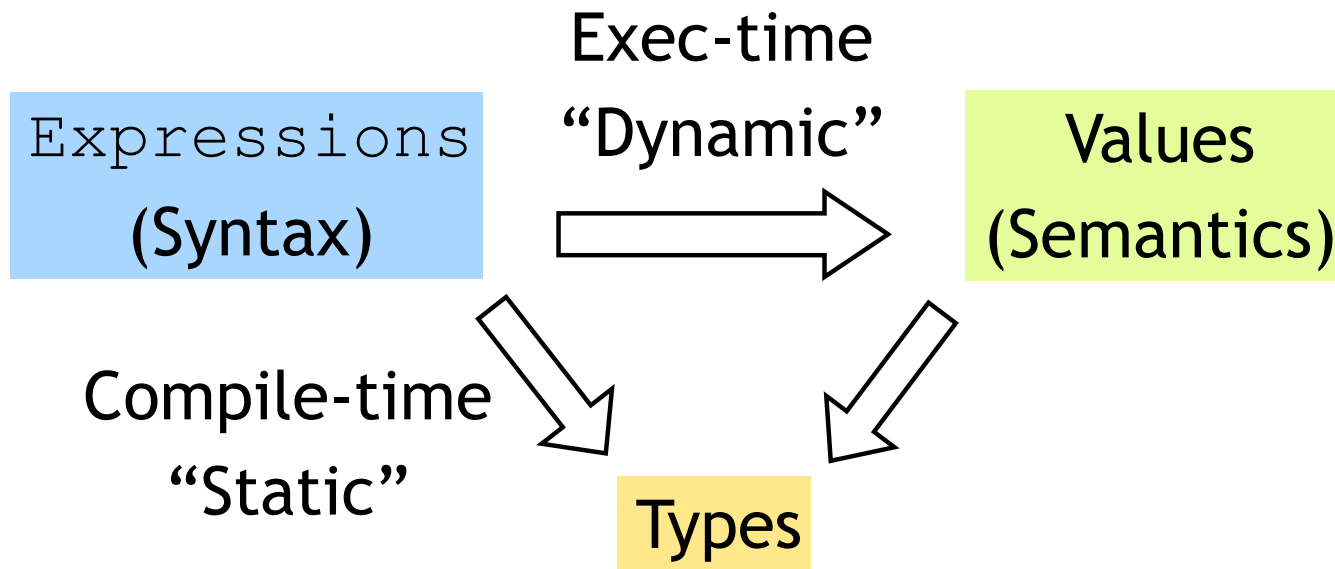 Exec-time
“Dynamic”
Expressions
(Syntax)
Values
(Semantics)
Compile-time
“Static”
Types